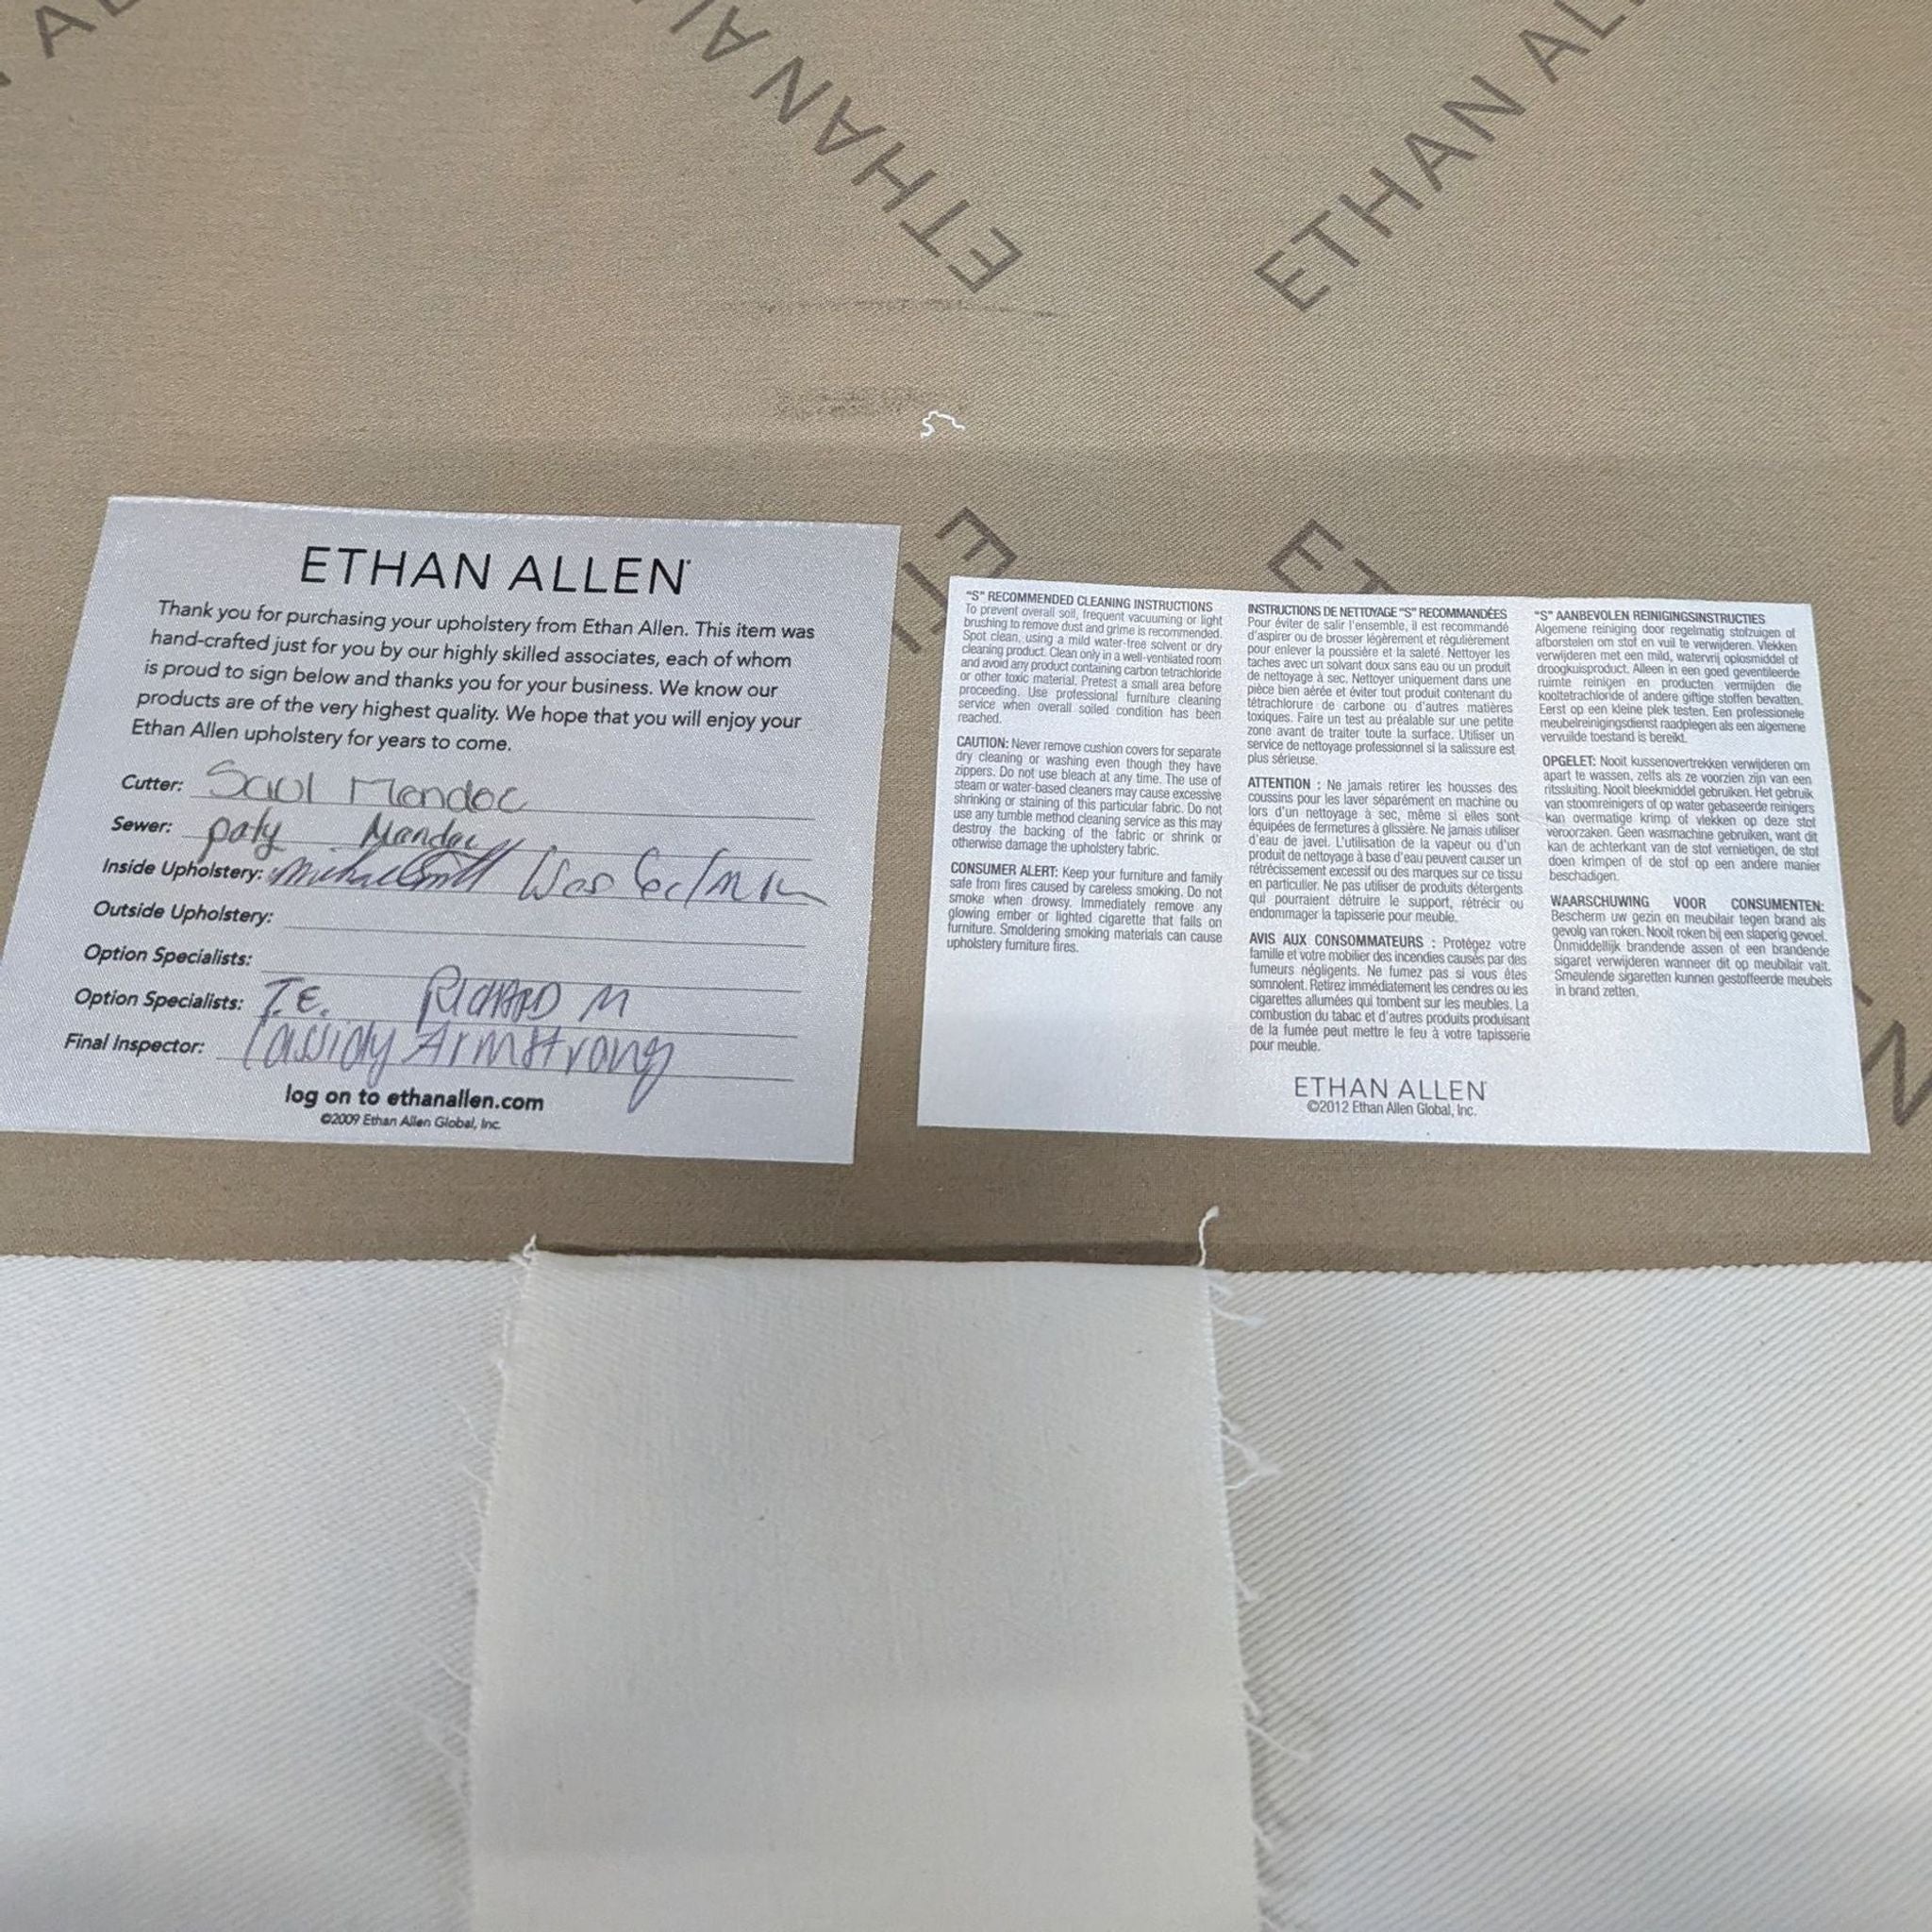 ETHAN AL
ETHAN AL
ETHAN ALLEN
Thank you for purchasing your upholstery from Ethan Allen. This item was
hand-crafted just for you by our highly skilled associates, each of whom
is proud to sign below and thanks you for your business. We know our
products are of the very highest quality. We hope that you will enjoy your
Ethan Allen upholstery for years to come.
Cutter: Saul Mendoc
Sewer: paty Mendoc
Inside Upholstery: Michael Smith Wes
Outside Upholstery:
Option Specialists:
Option Specialists: T.E. RICHARD M
Final Inspector: Cassidy Armstrong
log on to ethanallen.com
©2009 Ethan Allen Global, Inc.
"S" RECOMMENDED CLEANING INSTRUCTIONS
To prevent overall soil, frequent vacuuming or light
brushing to remove dust and grime is recommended.
Spot clean, using a mild water-free solvent or dry
cleaning product. Clean only in a well-ventilated room
and avoid any product containing carbon tetrachloride
or other toxic material. Pretest a small area before
proceeding. Use professional furniture cleaning
service when overall soiled condition has been
reached.
CAUTION: Never remove cushion covers for separate
dry cleaning or washing even though they have
zippers. Do not use bleach at any time. The use of
steam or water-based cleaners may cause excessive
shrinking or staining of this particular fabric. Do not
use any tumble method cleaning service as this may
destroy the backing of the fabric or shrink or
otherwise damage the upholstery fabric.
CONSUMER ALERT: Keep your furniture and family
safe from fires caused by careless smoking. Do not
smoke when drowsy. Immediately remove any
glowing ember or lighted cigarette that falls on
furniture. Smoldering smoking materials can cause
upholstery furniture fires.
INSTRUCTIONS DE NETTOYAGE "S" RECOMMANDÉES
Pour éviter de salir l'ensemble, il est recommandé
d'aspirer ou de brosser légèrement et régulièrement
pour enlever la poussière et la saleté. Nettoyer les
taches avec un solvant doux sans eau ou un produit
de nettoyage à sec. Nettoyer uniquement dans une
pièce bien aérée et éviter tout produit contenant du
tétrachlorure de carbone ou d'autres matières
toxiques. Faire un test au préalable sur une petite
zone avant de traiter toute la surface. Utiliser un
service de nettoyage professionnel si la salissure est
plus sérieuse.
ATTENTION : Ne jamais retirer les housses des
coussins pour les laver séparément en machine ou
lors d'un nettoyage à sec, même si elles sont
équipées de fermetures à glissière. Ne jamais utiliser
d'eau de javel. L'utilisation de la vapeur ou d'un
produit de nettoyage à base d'eau peuvent causer un
rétrécissement excessif ou des marques sur ce tissu
en particulier. Ne pas utiliser de produits détergents
qui pourraient détruire le support, rétrécir ou
endommager la tapisserie pour meuble.
AVIS AUX CONSOMMATEURS : Protégez votre
famille et votre mobilier des incendies causés par des
fumeurs négligents. Ne fumez pas si vous êtes
somnolent. Retirez immédiatement les cendres ou les
cigarettes allumées qui tombent sur les meubles. La
combustion du tabac et d'autres produits produisant
de la fumée peut mettre le feu à votre tapisserie
pour meuble.
"S" AANBEVOLEN REINIGINGSINSTRUCTIES
Algemene reiniging door regelmatig stofzuigen of
afborstelen om stof en vuil te verwijderen. Vlekken
verwijderen met een mild, watervrij oplosmiddel of
droogkuisproduct. Alleen in een goed geventileerde
ruimte reinigen en producten vermijden die
kooltetrachloride of andere giftige stoffen bevatten.
Eerst op een kleine plek testen. Een professionele
meubelreinigingsdienst raadplegen als een algemene
vervuilde toestand is bereikt.
OPGELET: Nooit kussenovertrekken verwijderen om
apart te wassen, zelfs als ze voorzien zijn van een
ritssluiting. Nooit bleekmiddel gebruiken. Het gebruik
van stoomreinigers of op water gebaseerde reinigers
kan overmatige krimp of vlekken op deze stof
veroorzaken. Geen wasmachine gebruiken, want dit
kan de achterkant van de stof vernietigen, de stof
doen krimpen of de stof op een andere manier
beschadigen.
WAARSCHUWING VOOR CONSUMENTEN:
Bescherm uw gezin en meubilair tegen brand als
gevolg van roken. Nooit roken bij een slaperig gevoel.
Onmiddellijk brandende assen of een brandende
sigaret verwijderen wanneer dit op meubilair valt.
Smeulende sigaretten kunnen gestoffeerde meubels
in brand zetten.
ETHAN ALLEN
©2012 Ethan Allen Global, Inc.